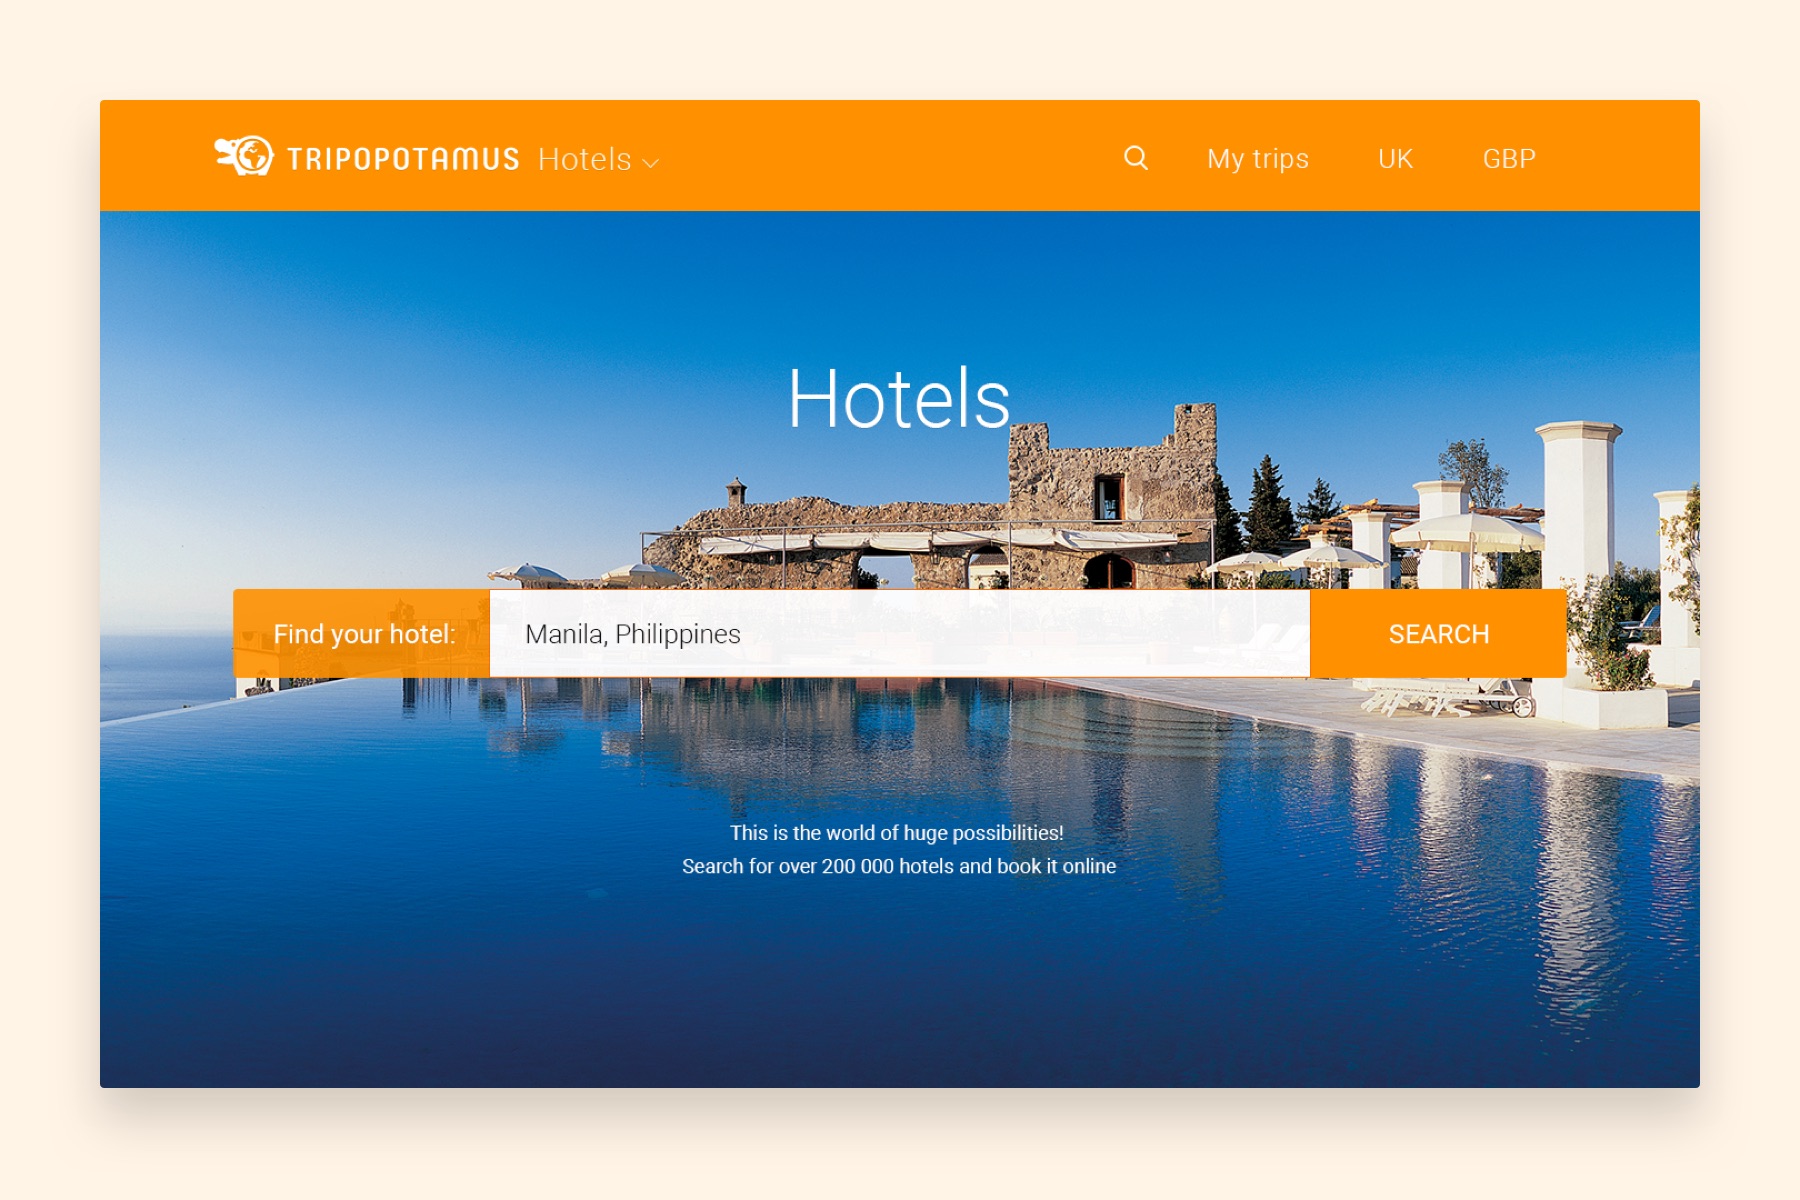 TRIPOPOTAMUS Hotels My trips UK GBP
Hotels
Find your hotel: Manila, Philippines SEARCH
This is the world of huge possibilities!
Search for over 200 000 hotels and book it online